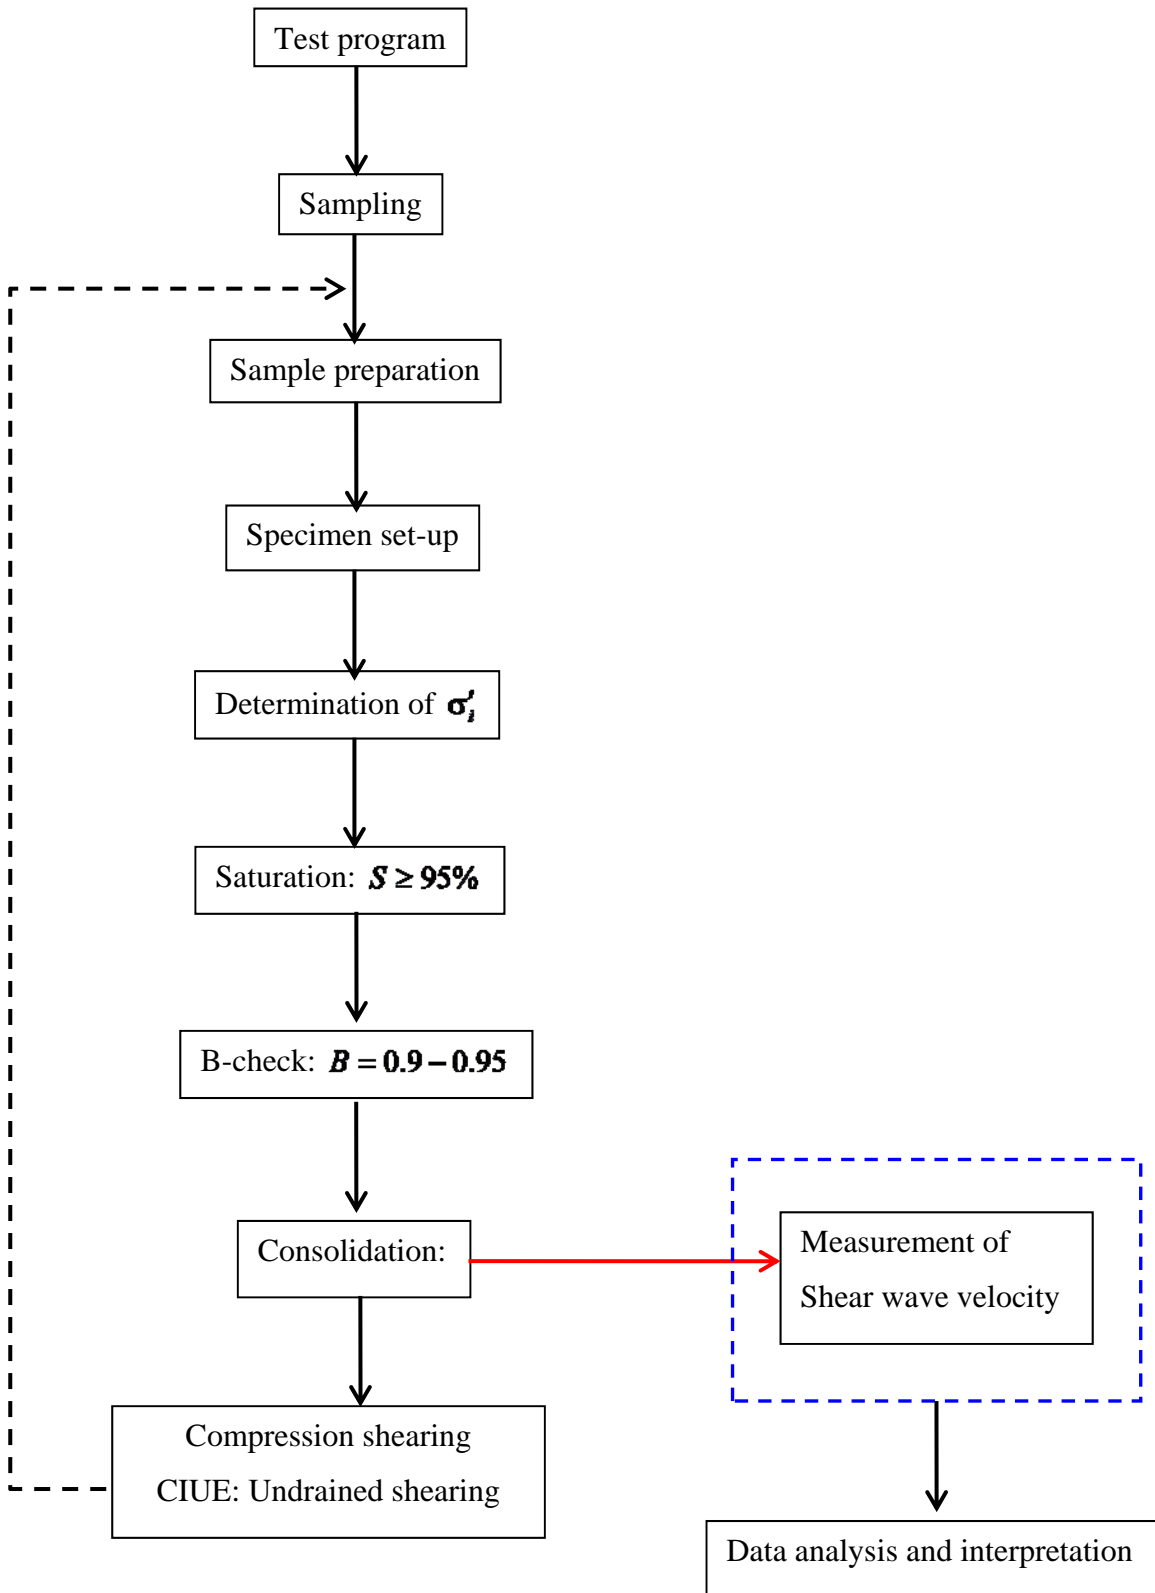 Test program
Sampling
Sample preparation
Specimen set-up
Determination of σ′ᵢ
Saturation: S ≥ 95%
B-check: B = 0.9 – 0.95
Consolidation:
Measurement of
Shear wave velocity
Compression shearing
CIUE: Undrained shearing
Data analysis and interpretation